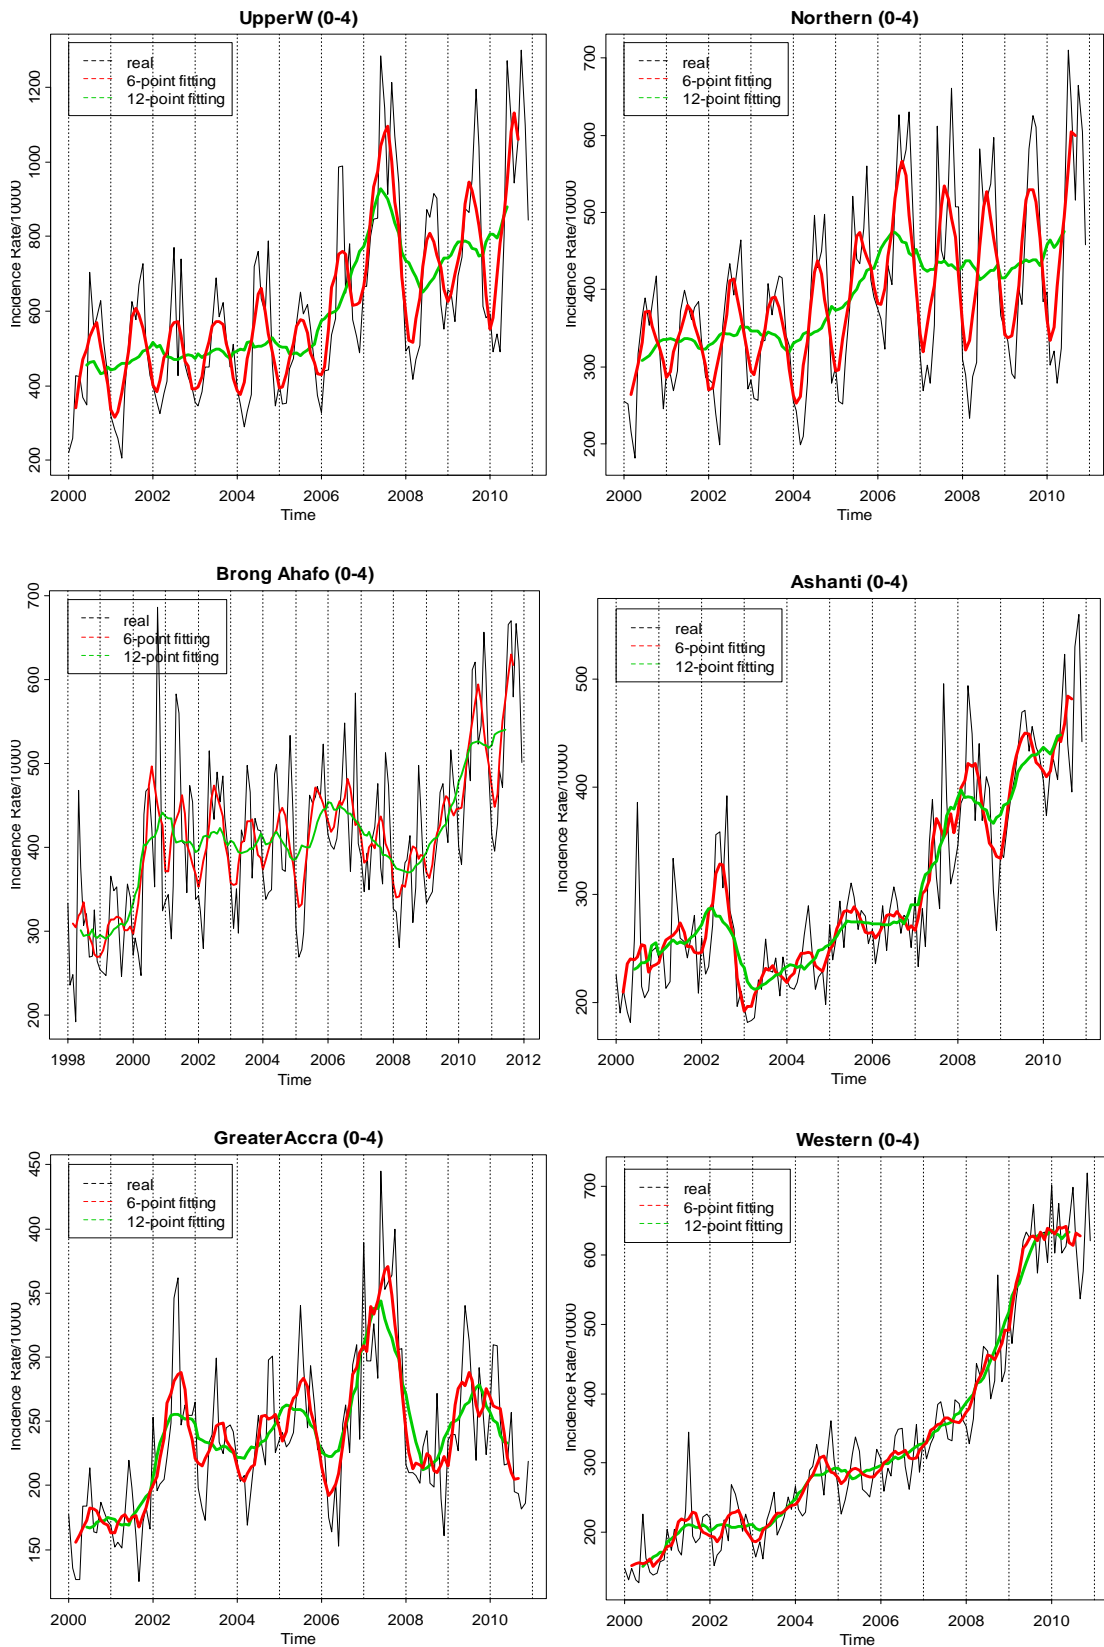 UpperW (0-4)
real
6-point fitting
12-point fitting
Incidence Rate/10000
200
400
600
800
1000
1200
2000
2002
2004
2006
2008
2010
Time
Northern (0-4)
real
6-point fitting
12-point fitting
Incidence Rate/10000
200
300
400
500
600
700
2000
2002
2004
2006
2008
2010
Time
Brong Ahafo (0-4)
real
6-point fitting
12-point fitting
Incidence Rate/10000
200
300
400
500
600
700
1998
2000
2002
2004
2006
2008
2010
2012
Time
Ashanti (0-4)
real
6-point fitting
12-point fitting
Incidence Rate/10000
200
300
400
500
2000
2002
2004
2006
2008
2010
Time
GreaterAccra (0-4)
real
6-point fitting
12-point fitting
Incidence Rate/10000
150
200
250
300
350
400
450
2000
2002
2004
2006
2008
2010
Time
Western (0-4)
real
6-point fitting
12-point fitting
Incidence Rate/10000
200
300
400
500
600
700
2000
2002
2004
2006
2008
2010
Time